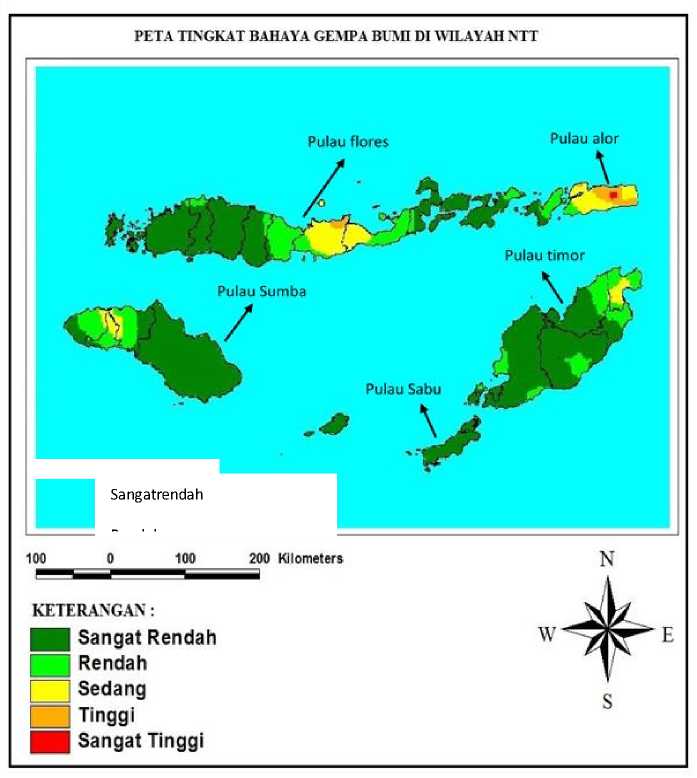 PETA TINGKAT BAHAYA GEMPA BUMI DI WILAYAH NTT
Pulau flores
Pulau alor
Pulau timor
Pulau Sumba
Pulau Sabu
Sangatrendah
100 0 100 200 Kilometers
KETERANGAN :
Sangat Rendah
Rendah
Sedang
Tinggi
Sangat Tinggi
N
W E
S